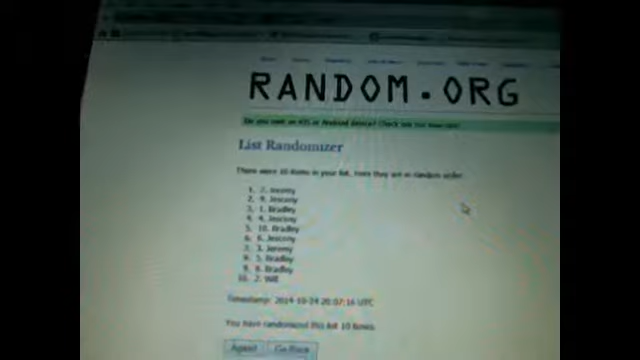 RANDOM.ORG
Do you own an iOS or Android device? Check out our new app!
List Randomizer
There were 10 items in your list. Here they are in random order:
1. 7. Jeremy
2. 9. Jeremy
3. 1. Bradley
4. 4. Jeremy
5. 10. Bradley
6. 6. Jeremy
7. 3. Jeremy
8. 5. Bradley
9. 8. Bradley
10. 2. Will
Timestamp: 2014-10-24 20:07:16 UTC
You have randomized this list 10 times.
Again! Go Back